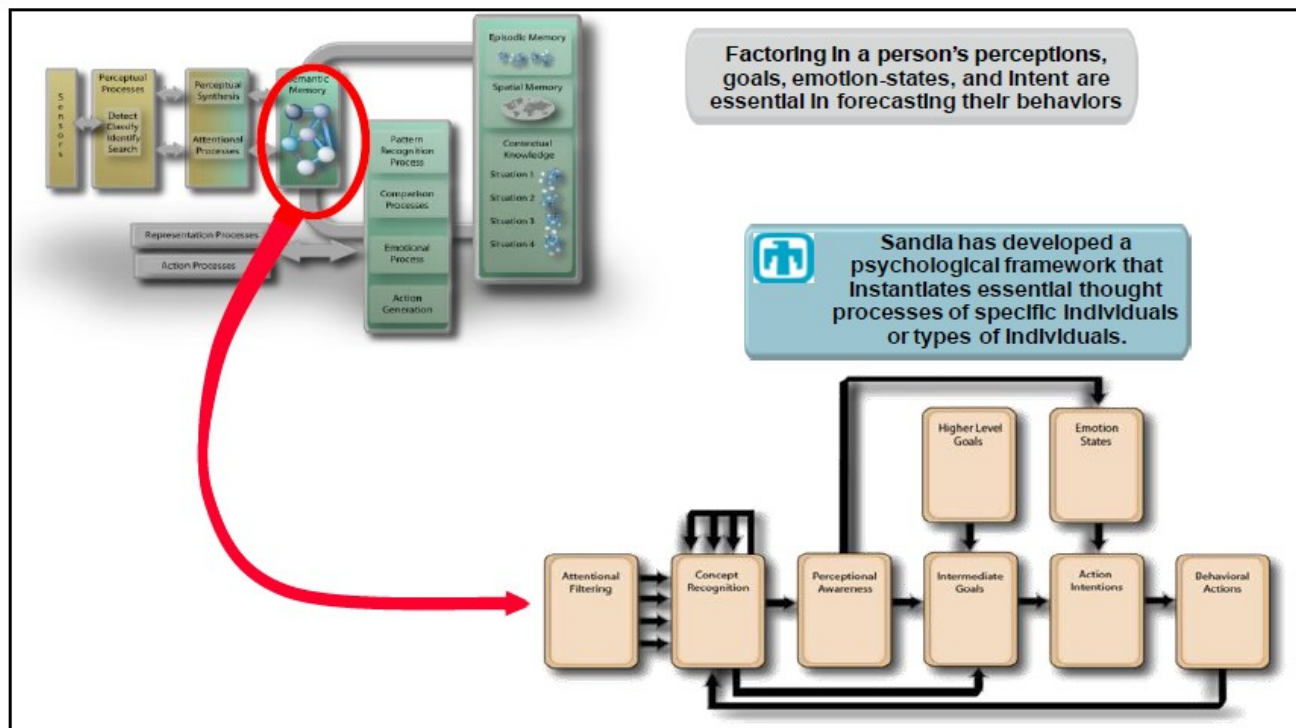 Sensors
Perceptual
Processes
Detect
Classify
Identify
Search
Perceptual
Synthesis
Attentional
Processes
Semantic
Memory
Representation Processes
Action Processes
Pattern
Recognition
Process
Comparison
Processes
Emotional
Process
Action
Generation
Episodic Memory
Spatial Memory
Contextual
Knowledge
Situation 1
Situation 2
Situation 3
Situation 4
Factoring in a person's perceptions,
goals, emotion-states, and intent are
essential in forecasting their behaviors
Sandia has developed a
psychological framework that
instantiates essential thought
processes of specific individuals
or types of individuals.
Higher Level
Goals
Emotion
States
Attentional
Filtering
Concept
Recognition
Perceptional
Awareness
Intermediate
Goals
Action
Intentions
Behavioral
Actions